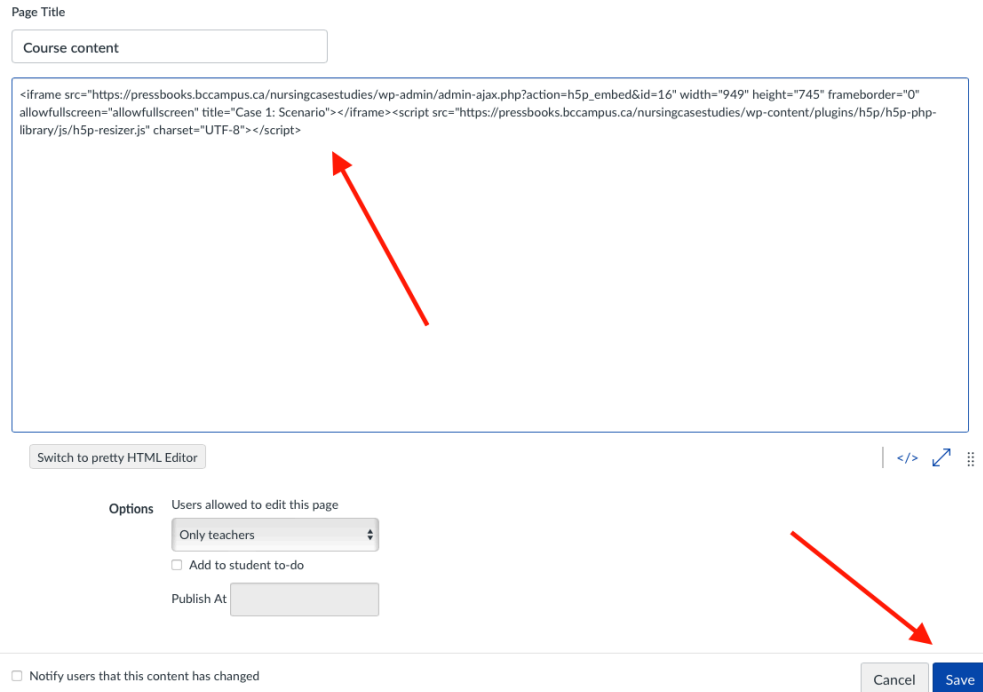 Page Title
Course content
<iframe src="https://pressbooks.bccampus.ca/nursingcasestudies/wp-admin/admin-ajax.php?action=h5p_embed&id=16" width="949" height="745" frameborder="0"
allowfullscreen="allowfullscreen" title="Case 1: Scenario"></iframe><script src="https://pressbooks.bccampus.ca/nursingcasestudies/wp-content/plugins/h5p/h5p-php-
library/js/h5p-resizer.js" charset="UTF-8"></script>
Switch to pretty HTML Editor
</>
Options
Users allowed to edit this page
Only teachers
Add to student to-do
Publish At
Notify users that this content has changed
Cancel
Save